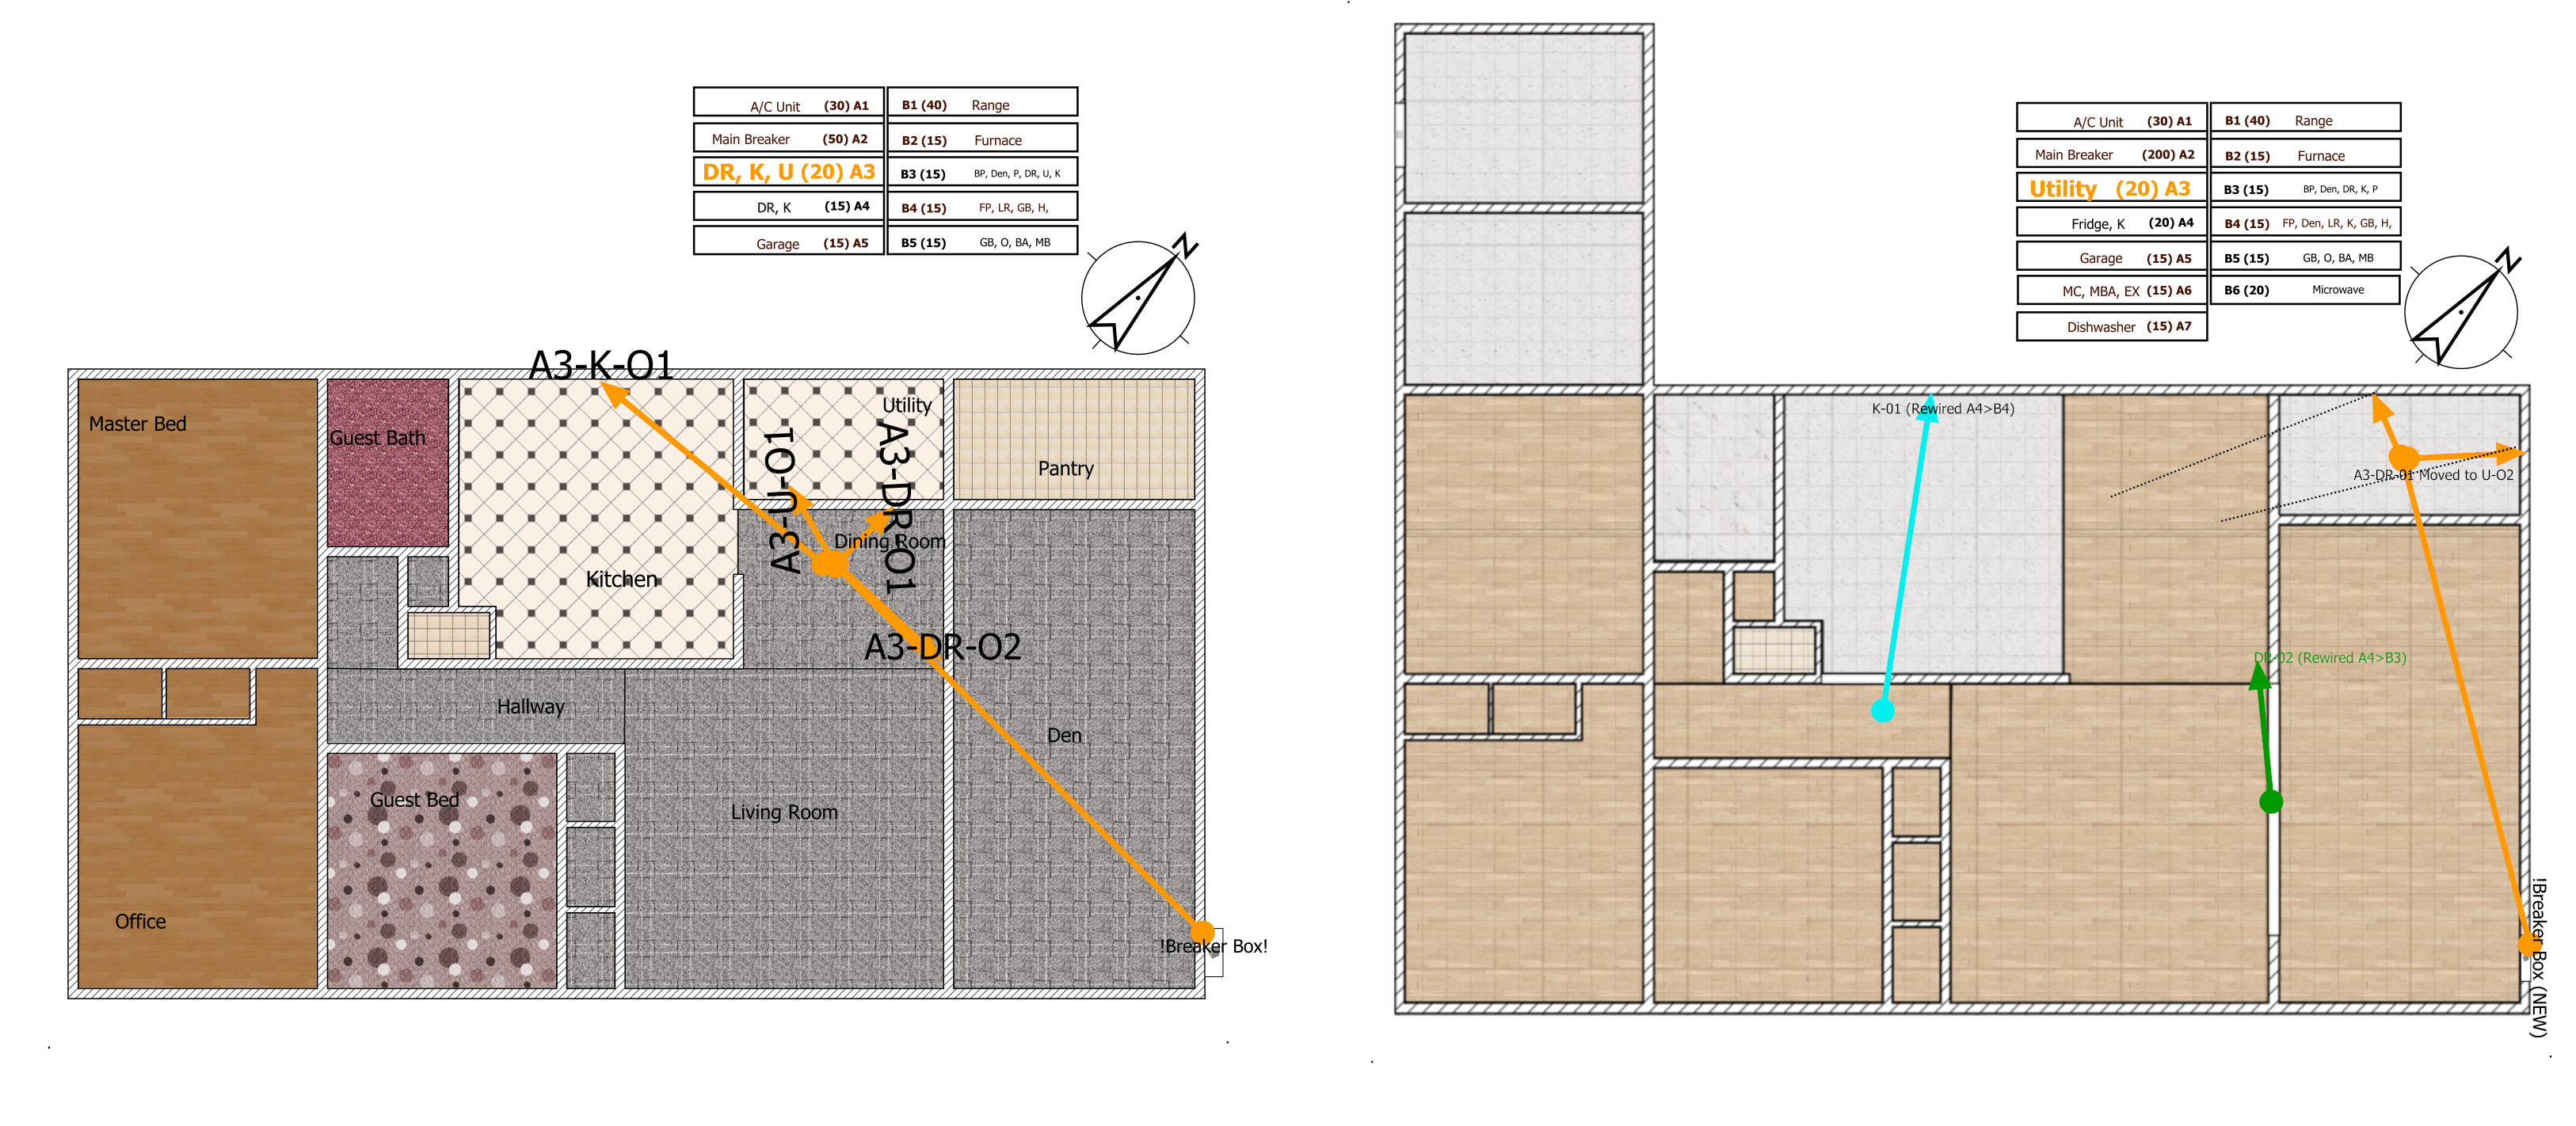 A/C Unit (30) A1 B1 (40) Range
Main Breaker (50) A2 B2 (15) Furnace
DR, K, U (20) A3 B3 (15) BP, Den, P, DR, U, K
DR, K (15) A4 B4 (15) FP, LR, GB, H,
Garage (15) A5 B5 (15) GB, O, BA, MB
N
A3-K-O1
Master Bed
Guest Bath
Utility
A3-U-O1
A3-DR-O1
Pantry
Dining Room
Kitchen
A3-DR-O2
Hallway
Den
Guest Bed
Living Room
Office
!Breaker Box!
A/C Unit (30) A1 B1 (40) Range
Main Breaker (200) A2 B2 (15) Furnace
Utility (20) A3 B3 (15) BP, Den, DR, K, P
Fridge, K (20) A4 B4 (15) FP, Den, LR, K, GB, H,
Garage (15) A5 B5 (15) GB, O, BA, MB
MC, MBA, EX (15) A6 B6 (20) Microwave
Dishwasher (15) A7
N
K-01 (Rewired A4>B4)
A3-DR-01 Moved to U-O2
DR-02 (Rewired A4>B3)
!Breaker Box (NEW)